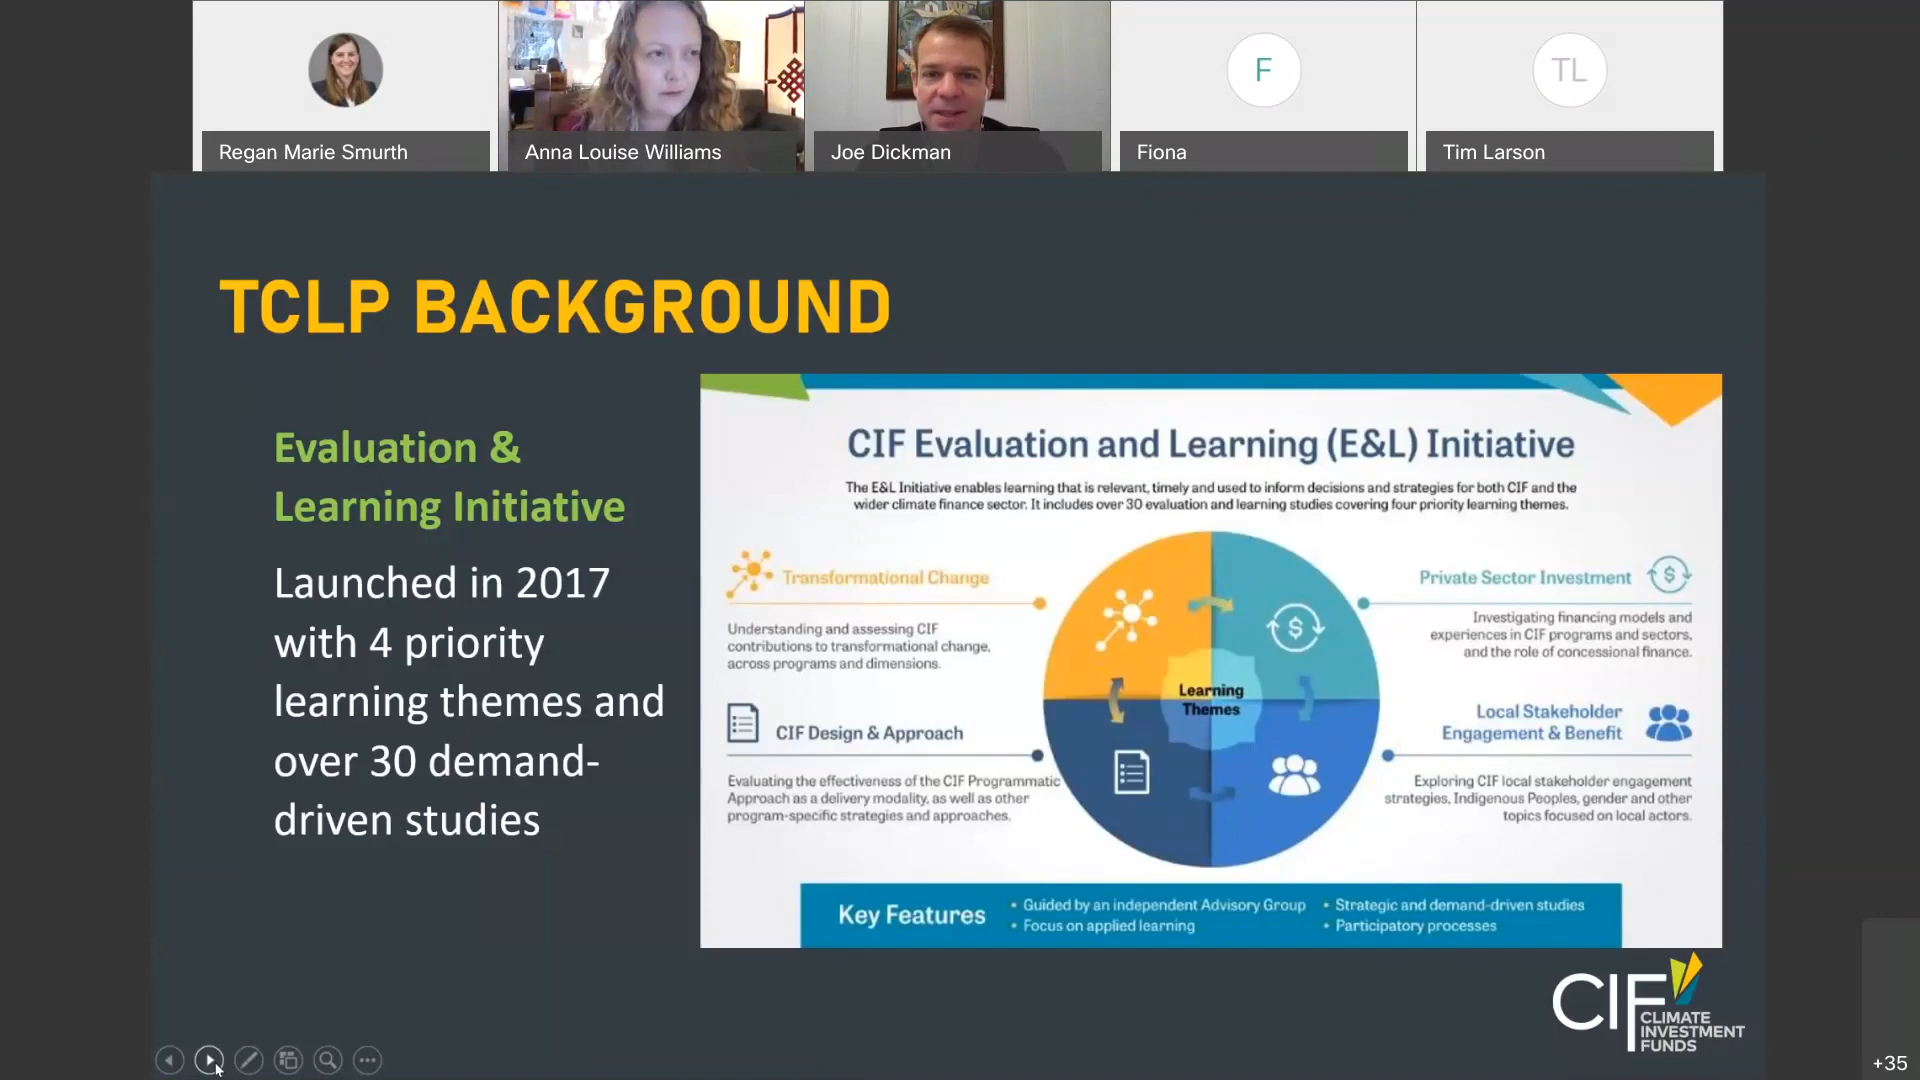 F
TL
Regan Marie Smurth
Anna Louise Williams
Joe Dickman
Fiona
Tim Larson
TCLP BACKGROUND
Evaluation &
Learning Initiative
Launched in 2017
with 4 priority
learning themes and
over 30 demand-
driven studies
CIF Evaluation and Learning (E&L) Initiative
The E&L Initiative enables learning that is relevant, timely and used to inform decisions and strategies for both CIF and the
wider climate finance sector. It includes over 30 evaluation and learning studies covering four priority learning themes.
Transformational Change
Understanding and assessing CIF
contributions to transformational change,
across programs and dimensions.
CIF Design & Approach
Evaluating the effectiveness of the CIF Programmatic
Approach as a delivery modality, as well as other
program-specific strategies and approaches.
Learning
Themes
Private Sector Investment
Investigating financing models and
experiences in CIF programs and sectors,
and the role of concessional finance.
Local Stakeholder
Engagement & Benefit
Exploring CIF local stakeholder engagement
strategies, Indigenous Peoples, gender and other
topics focused on local actors.
Key Features
• Guided by an independent Advisory Group
• Focus on applied learning
• Strategic and demand-driven studies
• Participatory processes
CIF
CLIMATE
INVESTMENT
FUNDS
+35